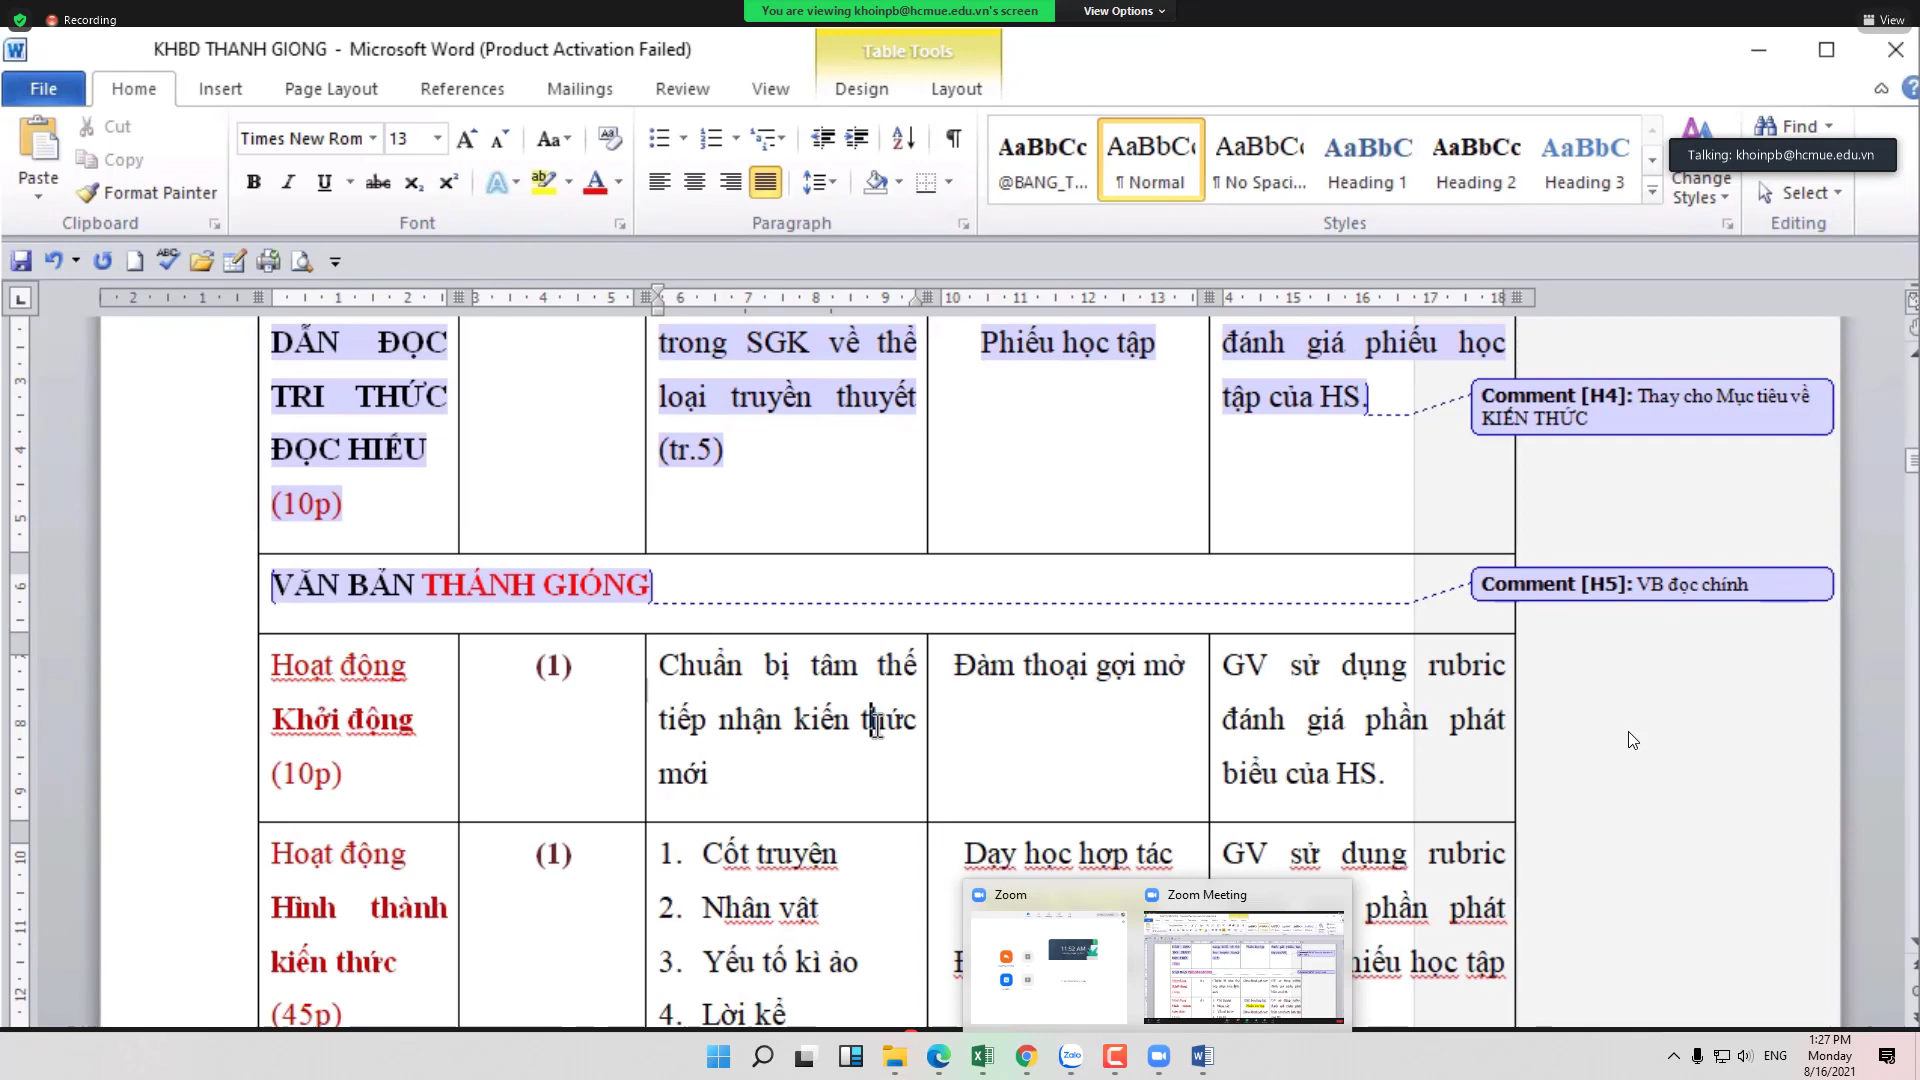 Recording
You are viewing khoinpb@hcmue.edu.vn's screen
View Options
View
KHBD THANH GIONG - Microsoft Word (Product Activation Failed)
Table Tools
File
Home
Insert
Page Layout
References
Mailings
Review
View
Design
Layout
Cut
Copy
Paste
Format Painter
Clipboard
Times New Rom
13
Font
Paragraph
AaBbCc
@BANG_T...
AaBbCc
¶ Normal
AaBbCc
¶ No Spaci...
AaBbC
Heading 1
AaBbCc
Heading 2
AaBbC
Heading 3
Styles
Change
Styles
Find
Select
Editing
Talking: khoinpb@hcmue.edu.vn
DẪN ĐỌC
TRI THỨC
ĐỌC HIỂU
(10p)
trong SGK về thể
loại truyền thuyết
(tr.5)
Phiếu học tập
đánh giá phiếu học
tập của HS.
Comment [H4]: Thay cho Mục tiêu về
KIẾN THỨC
VĂN BẢN THÁNH GIÓNG
Comment [H5]: VB đọc chính
Hoạt động
Khởi động
(10p)
(1)
Chuẩn bị tâm thế
tiếp nhận kiến thức
mới
Đàm thoại gợi mở
GV sử dụng rubric
đánh giá phần phát
biểu của HS.
Hoạt động
Hình thành
kiến thức
(45p)
(1)
1. Cốt truyện
2. Nhân vật
3. Yếu tố kì ảo
4. Lời kể
Dạy học hợp tác
GV sử dụng rubric
phần phát
hiếu học tập
Zoom
Zoom Meeting
11:52 AM
Zalo
ENG
1:27 PM
Monday
8/16/2021